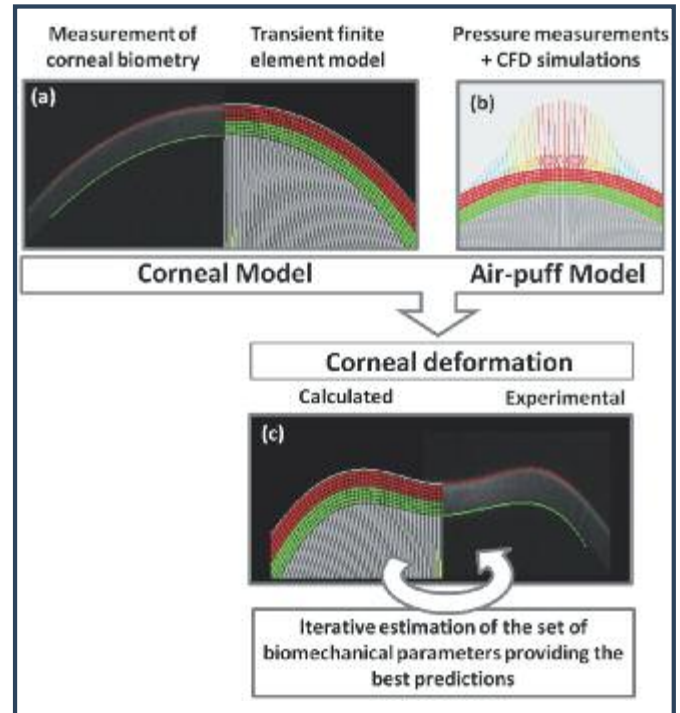 Measurement of
corneal biometry
Transient finite
element model
Pressure measurements
+ CFD simulations
(a)
(b)
Corneal Model
Air-puff Model
Corneal deformation
Calculated
Experimental
(c)
Iterative estimation of the set of
biomechanical parameters providing the
best predictions